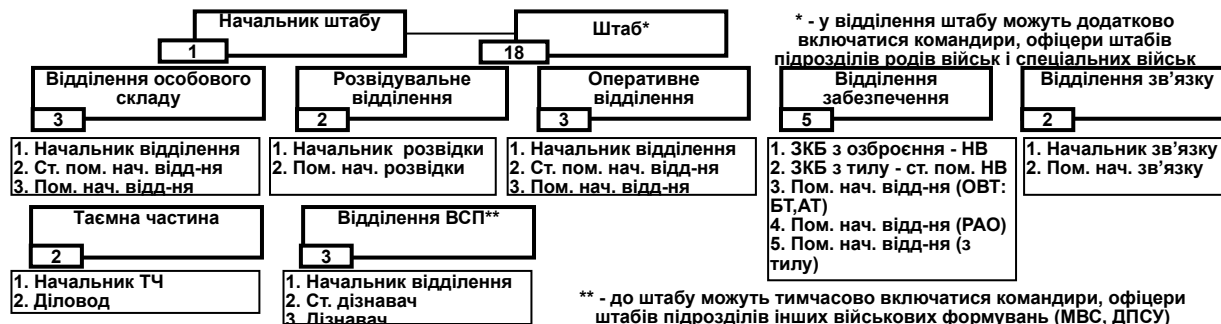 Начальник штабу
1
Штаб*
18
* - у відділення штабу можуть додатково
включатися командири, офіцери штабів
підрозділів родів військ і спеціальних військ
Відділення особового
складу
3
1. Начальник відділення
2. Ст. пом. нач. відд-ня
3. Пом. нач. відд-ня
Розвідувальне
відділення
2
1. Начальник розвідки
2. Пом. нач. розвідки
Оперативне
відділення
3
1. Начальник відділення
2. Ст. пом. нач. відд-ня
3. Пом. нач. відд-ня
Відділення
забезпечення
5
1. ЗКБ з озброєння - НВ
2. ЗКБ з тилу - ст. пом. НВ
3. Пом. нач. відд-ня (ОВТ:
БТ,АТ)
4. Пом. нач. відд-ня (РАО)
5. Пом. нач. відд-ня (з
тилу)
Відділення зв’язку
2
1. Начальник зв’язку
2. Пом. нач. зв’язку
Таємна частина
2
1. Начальник ТЧ
2. Діловод
Відділення ВСП**
3
1. Начальник відділення
2. Ст. дізнавач
3. Дізнавач
** - до штабу можуть тимчасово включатися командири, офіцери
штабів підрозділів інших військових формувань (МВС, ДПСУ)